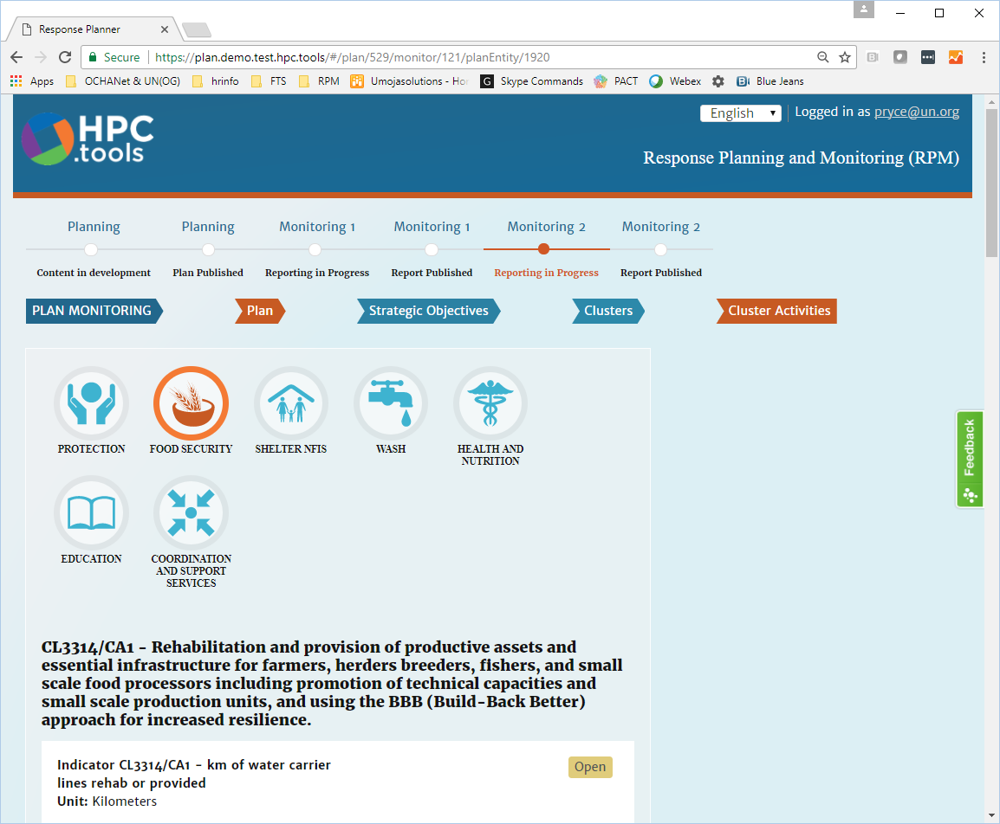 Response Planner
Secure https://plan.demo.test.hpc.tools/#/plan/529/monitor/121/planEntity/1920
Apps OCHANet & UN(OG) hrinfo FTS RPM Umojasolutions - Ho G Skype Commands PACT Webex Bi Blue Jeans
HPC
.tools
English Logged in as pryce@un.org
Response Planning and Monitoring (RPM)
Planning Planning Monitoring 1 Monitoring 1 Monitoring 2 Monitoring 2
Content in development Plan Published Reporting in Progress Report Published Reporting in Progress Report Published
PLAN MONITORING Plan Strategic Objectives Clusters Cluster Activities
PROTECTION FOOD SECURITY SHELTER NFIS WASH HEALTH AND
NUTRITION
Feedback
EDUCATION COORDINATION
AND SUPPORT
SERVICES
CL3314/CA1 - Rehabilitation and provision of productive assets and
essential infrastructure for farmers, herders breeders, fishers, and small
scale food processors including promotion of technical capacities and
small scale production units, and using the BBB (Build-Back Better)
approach for increased resilience.
Indicator CL3314/CA1 - km of water carrier
lines rehab or provided
Open
Unit: Kilometers